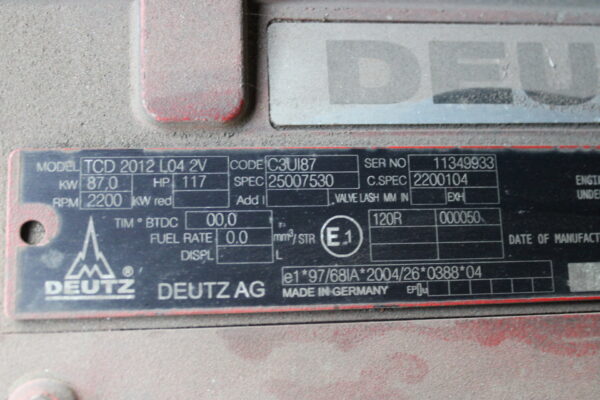 DEU
MODEL TCD 2012 L04 2V CODE C3UI87 SER NO 11349933
KW 87,0 HP 117 SPEC 25007530 C.SPEC 2200104 ENGIN
RPM 2200 KW red Add I VALVE LASH MM IN EXH UNDER
TIM ° BTDC 00,0 120R 000050
FUEL RATE 0.0 mm³/STR E1 DATE OF MANUFACT
DISPL L
DEUTZ ® DEUTZ AG e1*97/68IA*2004/26*0388*04
MADE IN GERMANY